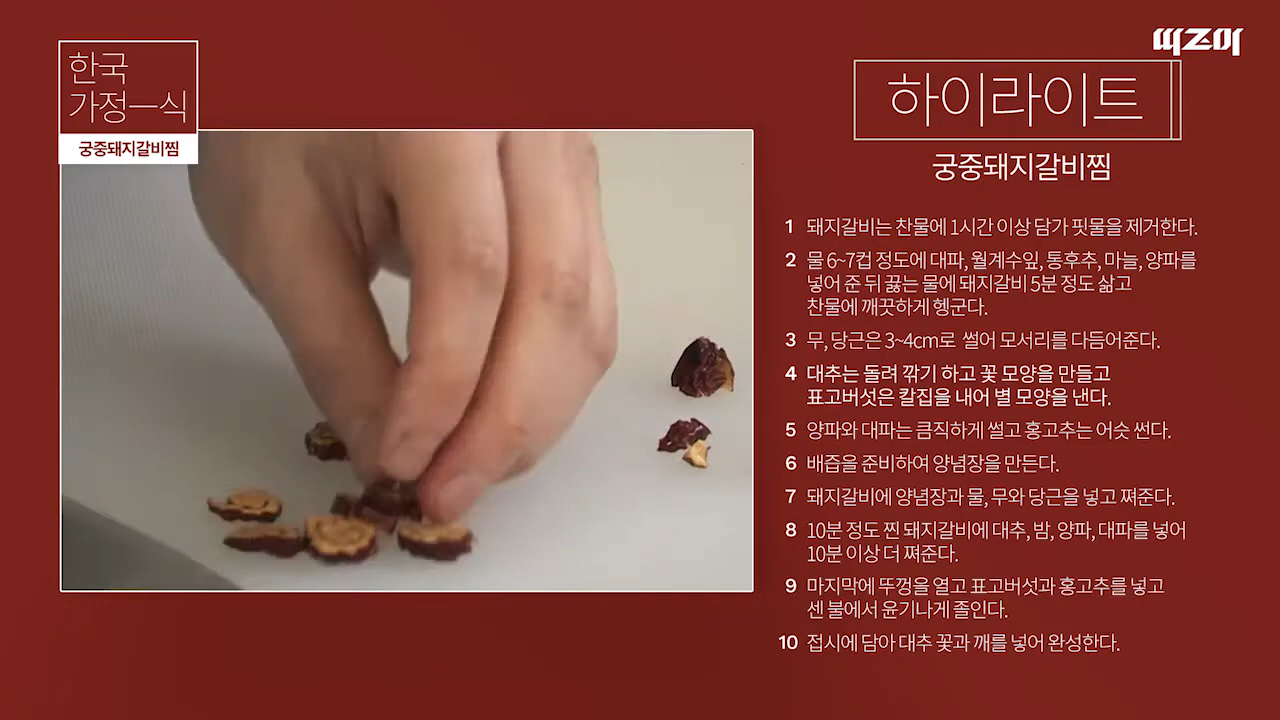 한국
가정一식
궁중돼지갈비찜
하이라이트
궁중돼지갈비찜
1 돼지갈비는 찬물에 1시간 이상 담가 핏물을 제거한다.
2 물 6~7컵 정도에 대파, 월계수잎, 통후추, 마늘, 양파를
넣어 준 뒤 끓는 물에 돼지갈비 5분 정도 삶고
찬물에 깨끗하게 헹군다.
3 무, 당근은 3~4cm로 썰어 모서리를 다듬어준다.
4 대추는 돌려 깎기 하고 꽃 모양을 만들고
표고버섯은 칼집을 내어 별 모양을 낸다.
5 양파와 대파는 큼직하게 썰고 홍고추는 어슷 썬다.
6 배즙을 준비하여 양념장을 만든다.
7 돼지갈비에 양념장과 물, 무와 당근을 넣고 쪄준다.
8 10분 정도 찐 돼지갈비에 대추, 밤, 양파, 대파를 넣어
10분 이상 더 쪄준다.
9 마지막에 뚜껑을 열고 표고버섯과 홍고추를 넣고
센 불에서 윤기나게 졸인다.
10 접시에 담아 대추 꽃과 깨를 넣어 완성한다.